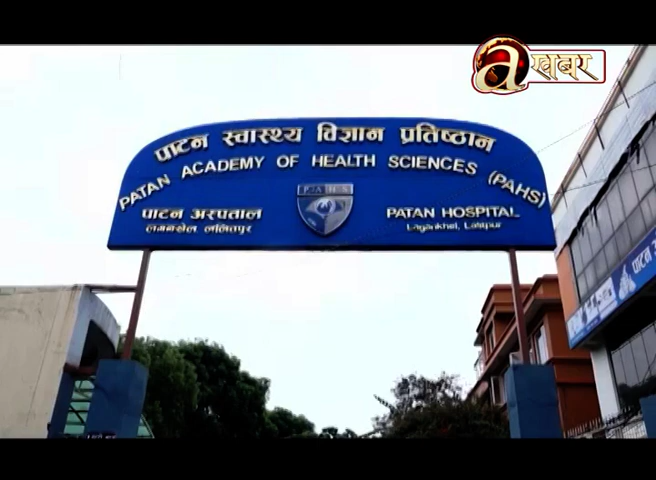 a खबर
पाटन स्वास्थ्य विज्ञान प्रतिष्ठान
PATAN ACADEMY OF HEALTH SCIENCES (PAHS)
PAHS
पाटन अस्पताल
लगनखेल, ललितपुर
PATAN HOSPITAL
Lagankhel, Lalitpur
पाटन